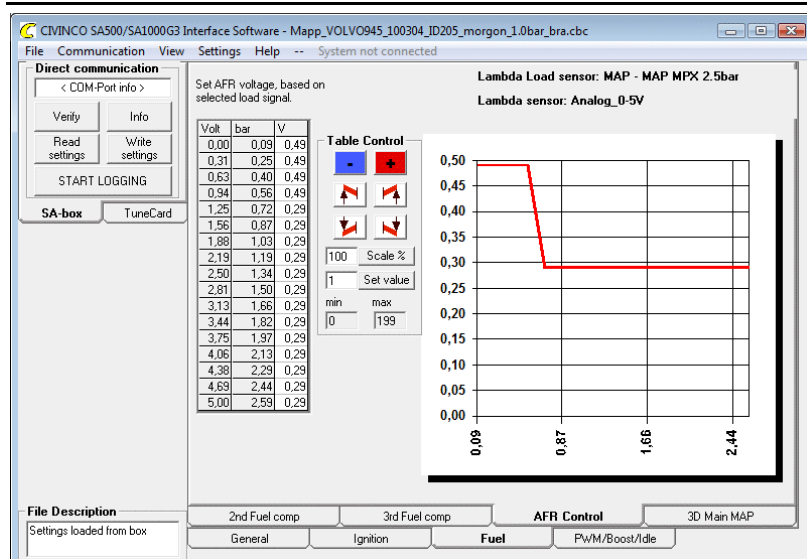 CIVINCO SA500/SA1000G3 Interface Software - Mapp_VOLVO945_100304_ID205_morgon_1.0bar_bra.cbc
File Communication View Settings Help -- System not connected
Direct communication
< COM-Port info >
Verify Info
Read settings Write settings
START LOGGING
SA-box TuneCard
Set AFR voltage, based on
selected load signal.
Lambda Load sensor: MAP - MAP MPX 2.5bar
Lambda sensor: Analog_0-5V
Volt bar V
0,00 0,09 0,49
0,31 0,25 0,49
0,63 0,40 0,49
0,94 0,56 0,49
1,25 0,72 0,29
1,56 0,87 0,29
1,88 1,03 0,29
2,19 1,19 0,29
2,50 1,34 0,29
2,81 1,50 0,29
3,13 1,66 0,29
3,44 1,82 0,29
3,75 1,97 0,29
4,06 2,13 0,29
4,38 2,29 0,29
4,69 2,44 0,29
5,00 2,59 0,29
Table Control
- +
100 Scale %
1 Set value
min max
0 199
0,50
0,45
0,40
0,35
0,30
0,25
0,20
0,15
0,10
0,05
0,00
0,09 0,87 1,66 2,44
File Description
Settings loaded from box
2nd Fuel comp 3rd Fuel comp AFR Control 3D Main MAP
General Ignition Fuel PWM/Boost/Idle